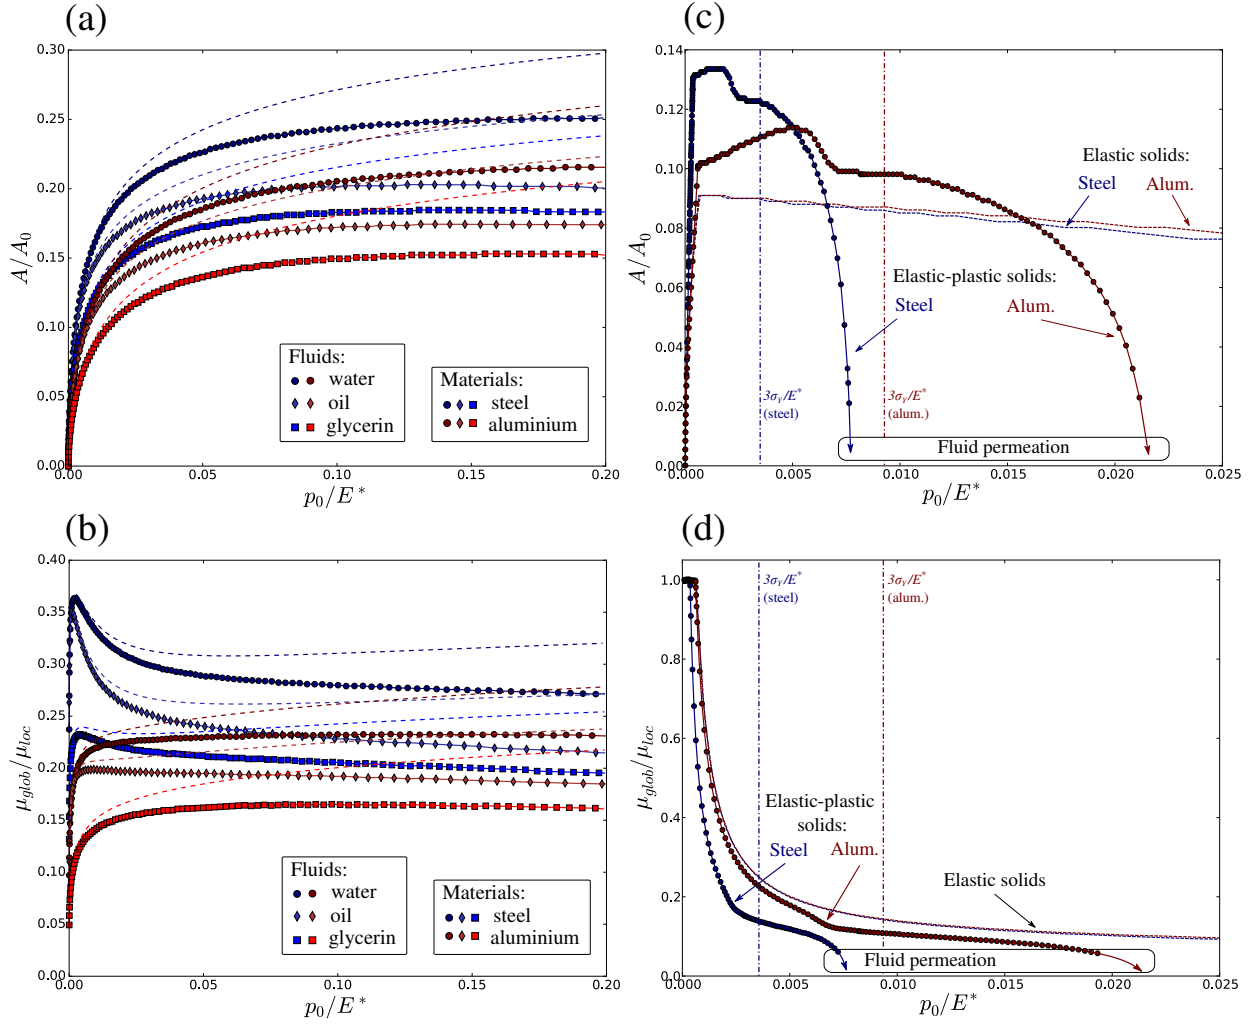 (a)
0.30
0.25
0.20
0.15
0.10
0.05
0.00
A/A0
Fluids:
water
oil
glycerin
Materials:
steel
aluminium
0.00 0.05 0.10 0.15 0.20
p0/E*
(c)
0.14
0.12
0.10
0.08
0.06
0.04
0.02
0.00
A/A0
Elastic solids:
Steel Alum.
Elastic-plastic solids:
Steel
Alum.
3σY/E*
(steel)
3σY/E*
(alum.)
Fluid permeation
0.000 0.005 0.010 0.015 0.020 0.025
p0/E*
(b)
0.40
0.35
0.30
0.25
0.20
0.15
0.10
0.05
0.00
μglob/μloc
Fluids:
water
oil
glycerin
Materials:
steel
aluminium
0.00 0.05 0.10 0.15 0.20
p0/E*
(d)
1.0
0.8
0.6
0.4
0.2
0.0
μglob/μloc
3σY/E*
(steel)
3σY/E*
(alum.)
Elastic-plastic
solids:
Steel Alum.
Elastic solids
Fluid permeation
0.000 0.005 0.010 0.015 0.020 0.025
p0/E*